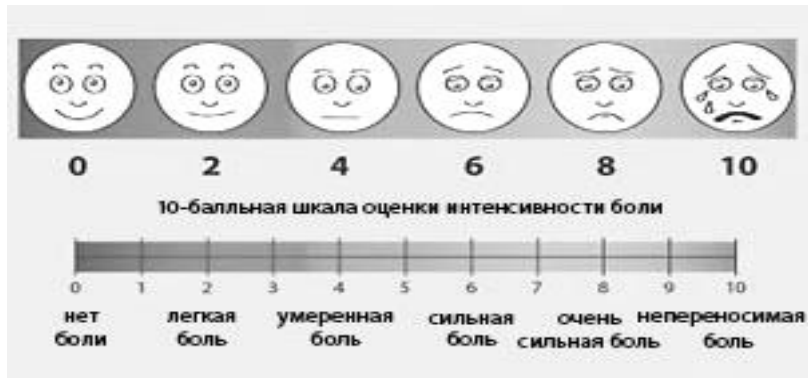 0 2 4 6 8 10
10-балльная шкала оценки интенсивности боли
0 1 2 3 4 5 6 7 8 9 10
нет легкая умеренная сильная очень непереносимая
боли боль боль боль сильная боль боль